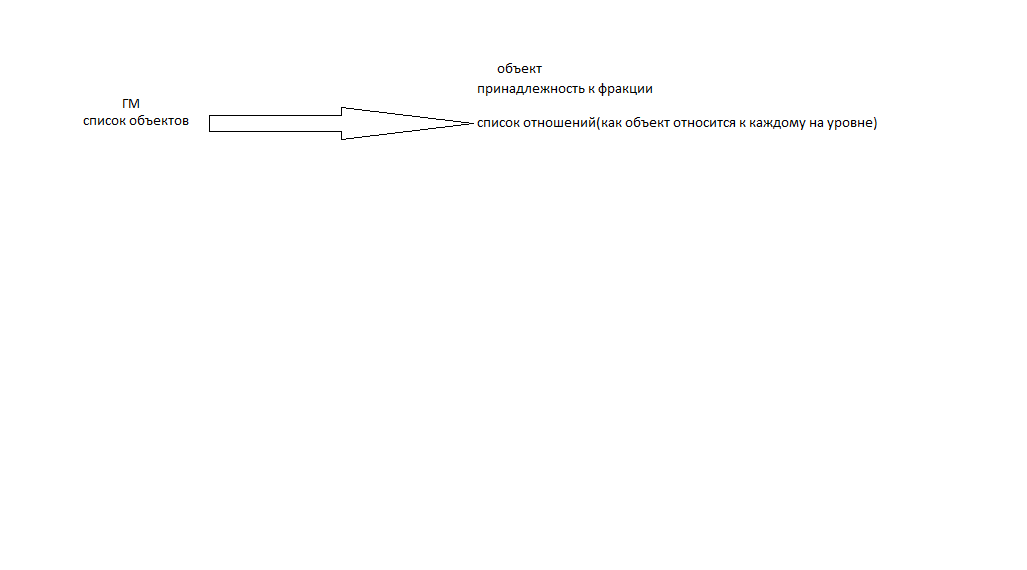 ГМ
список объектов
объект
принадлежность к фракции
список отношений(как объект относится к каждому на уровне)